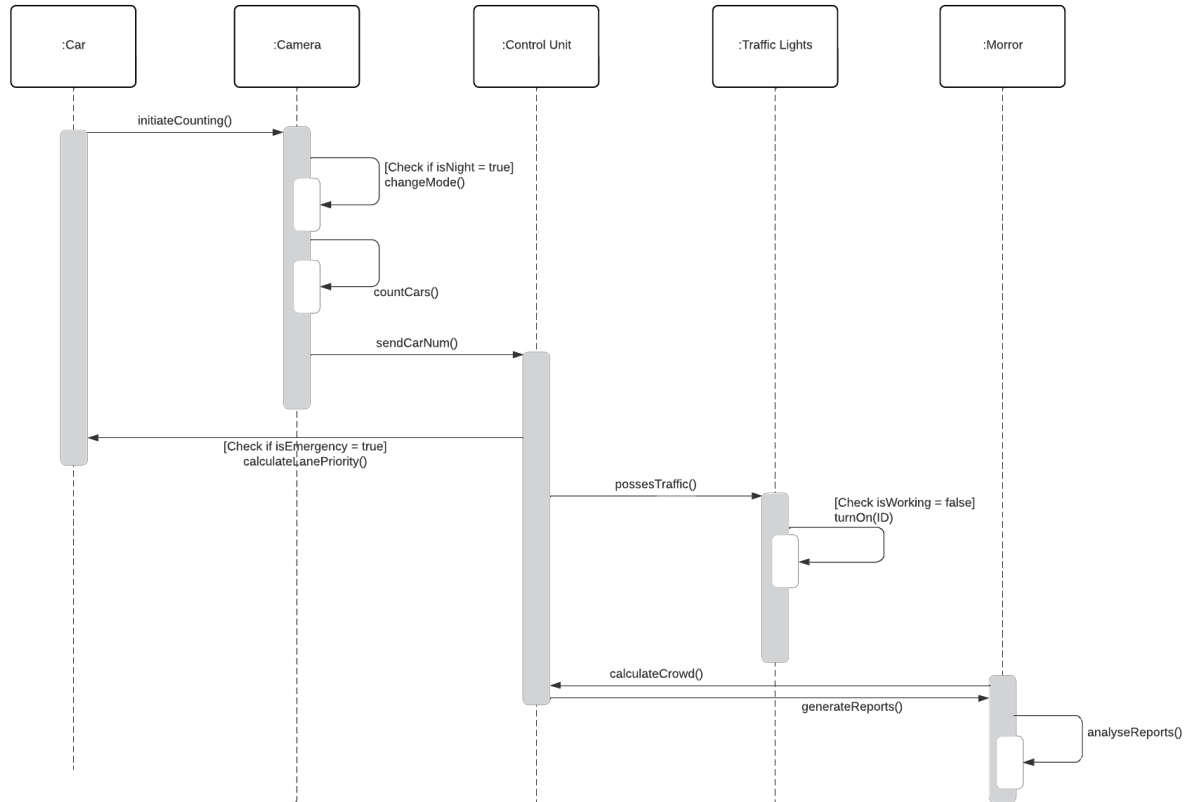 :Car
:Camera
:Control Unit
:Traffic Lights
:Morror
initiateCounting()
[Check if isNight = true]
changeMode()
countCars()
sendCarNum()
[Check if isEmergency = true]
calculateLanePriority()
possesTraffic()
[Check isWorking = false]
turnOn(ID)
calculateCrowd()
generateReports()
analyseReports()